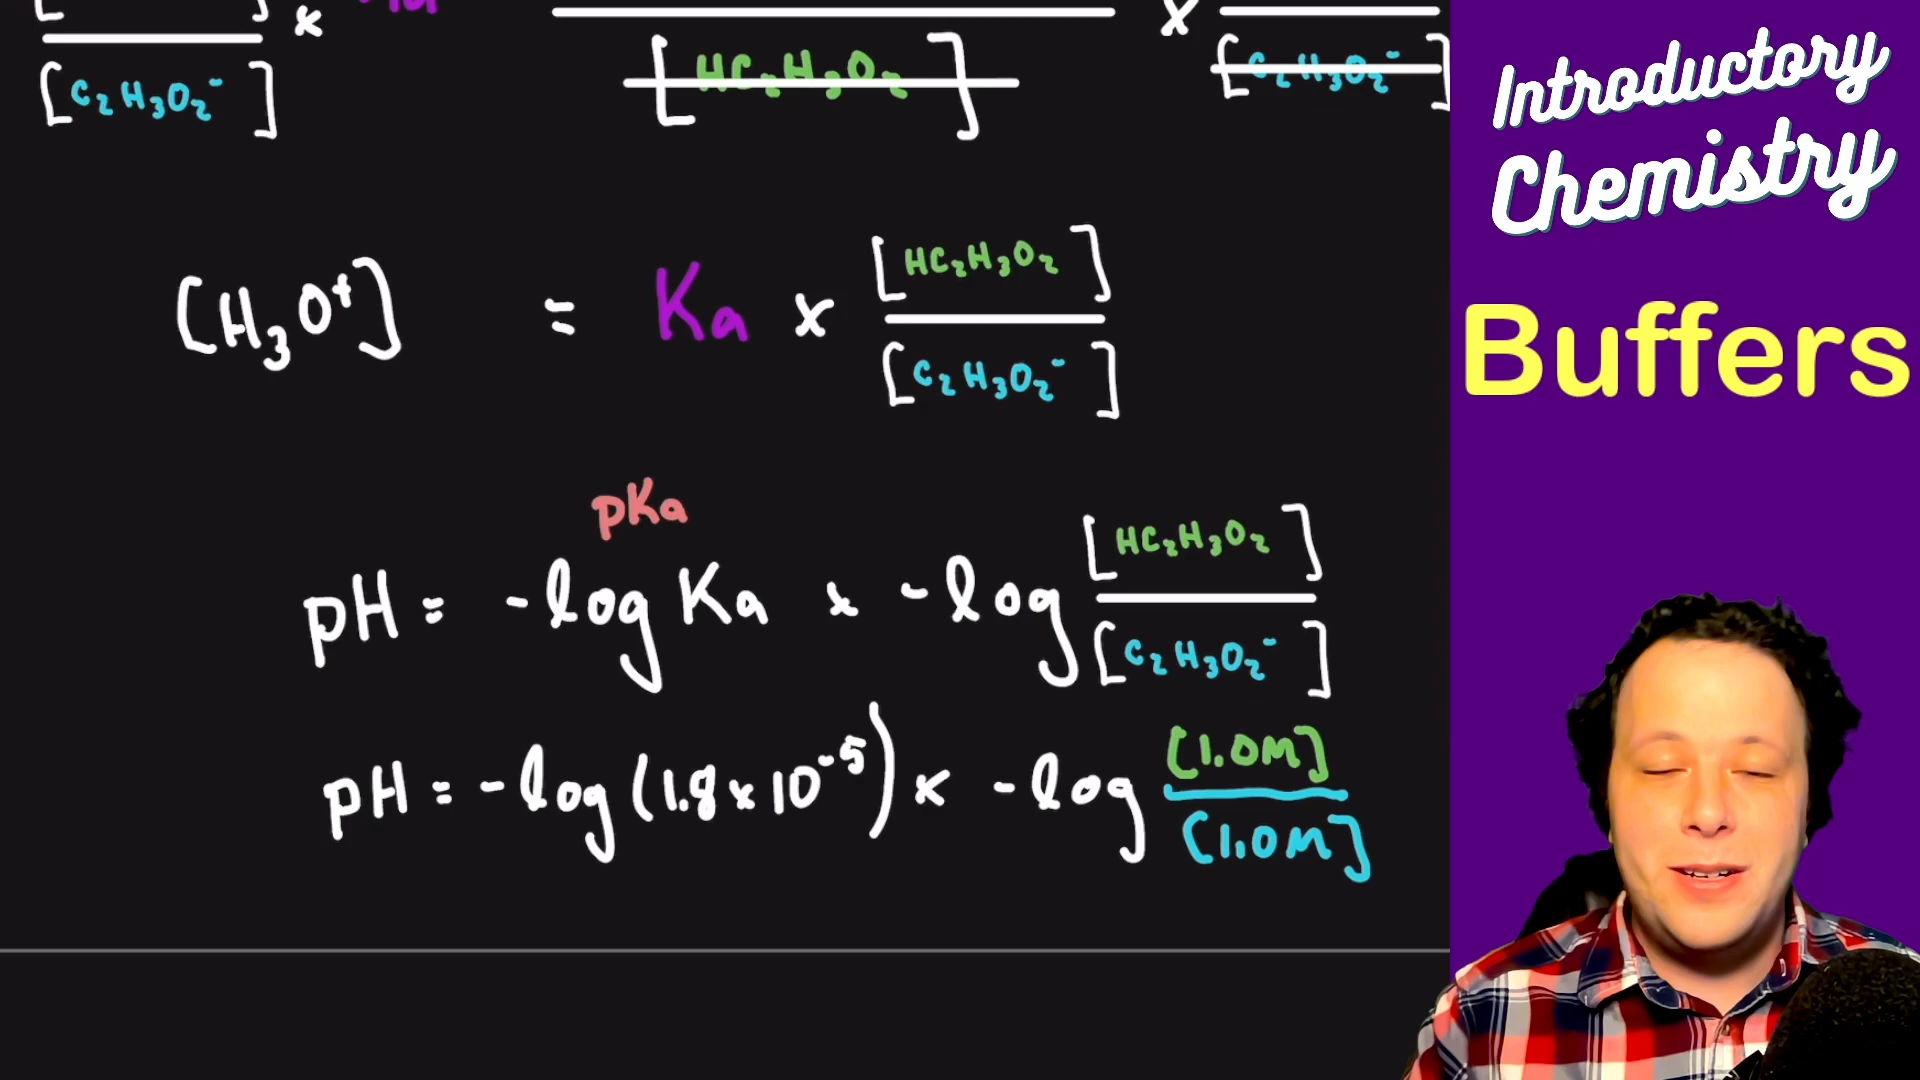 [C₂H₃O₂⁻] x [HC₂H₃O₂] x [C₂H₃O₂⁻]
[H₃O⁺] = Ka x [HC₂H₃O₂] / [C₂H₃O₂⁻]
pKa
pH = -log Ka x -log [HC₂H₃O₂] / [C₂H₃O₂⁻]
pH = -log (1.8 x 10⁻⁵) x -log [1.0M] / [1.0M]
Introductory
Chemistry
Buffers